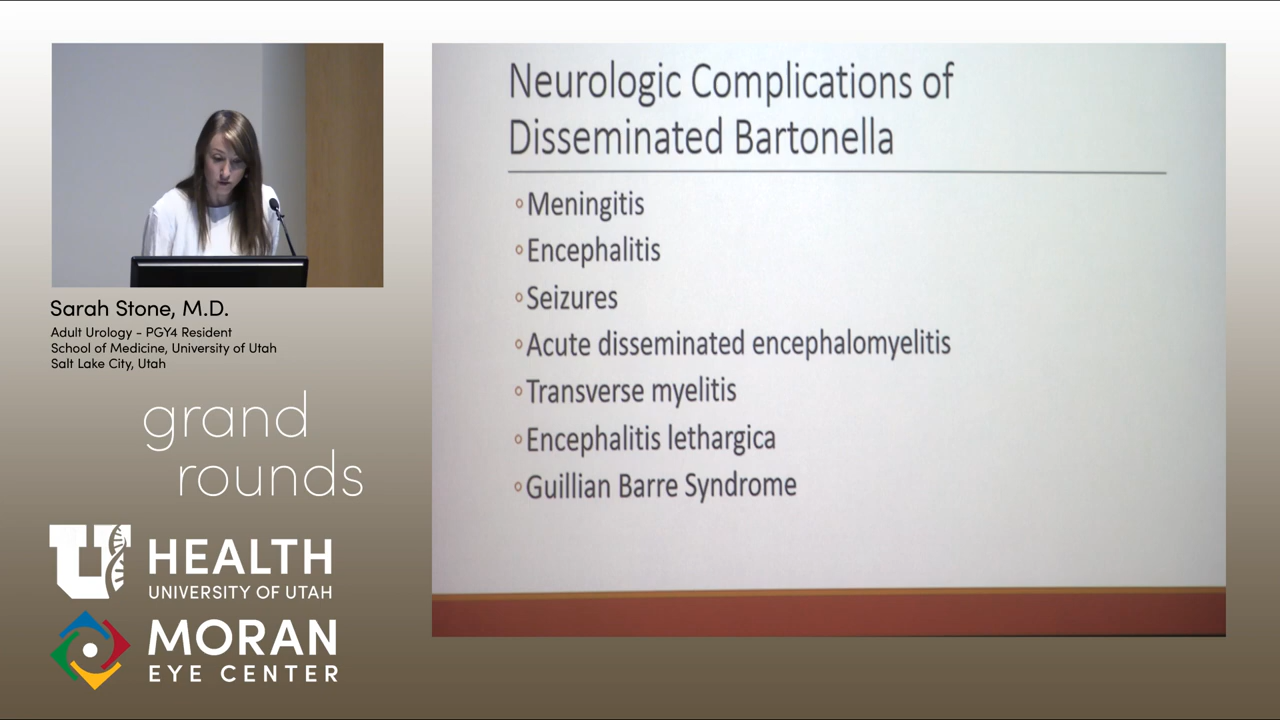 Neurologic Complications of
Disseminated Bartonella
Meningitis
Encephalitis
Seizures
Acute disseminated encephalomyelitis
Transverse myelitis
Encephalitis lethargica
Guillian Barre Syndrome
Sarah Stone, M.D.
Adult Urology - PGY4 Resident
School of Medicine, University of Utah
Salt Lake City, Utah
grand
rounds
U HEALTH
UNIVERSITY OF UTAH
MORAN
EYE CENTER